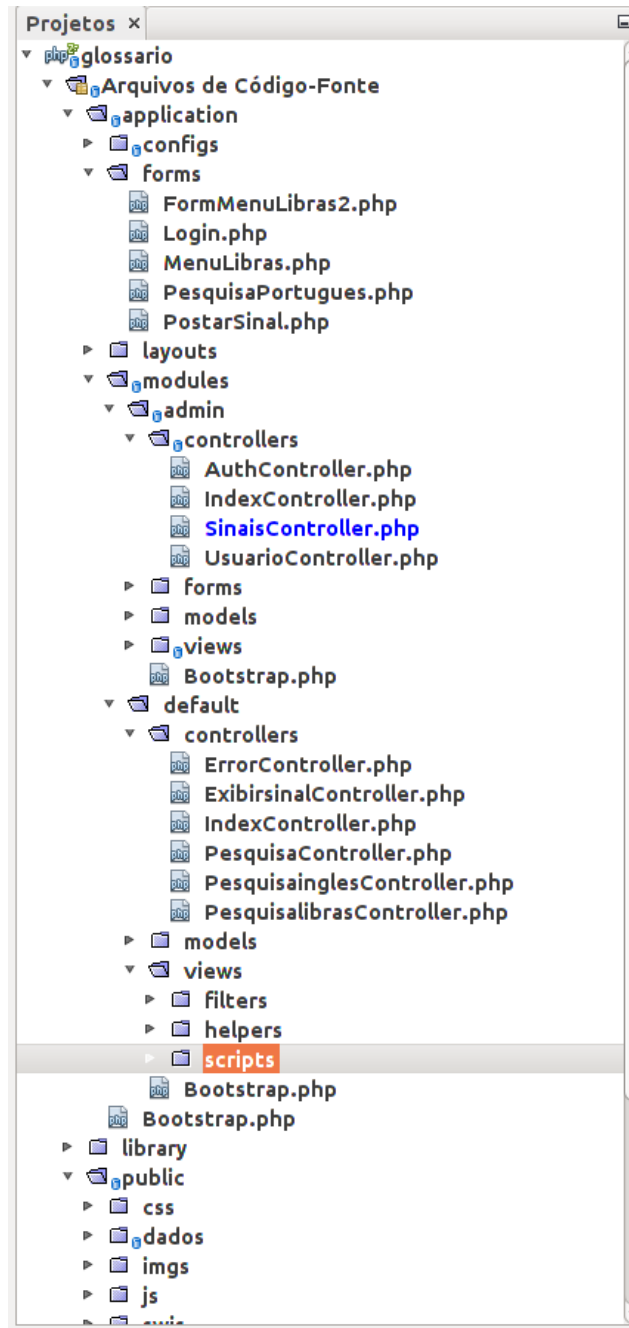 Projetos ×
glossario
Arquivos de Código-Fonte
application
configs
forms
FormMenuLibras2.php
Login.php
MenuLibras.php
PesquisaPortugues.php
PostarSinal.php
layouts
modules
admin
controllers
AuthController.php
IndexController.php
SinaisController.php
UsuarioController.php
forms
models
views
Bootstrap.php
default
controllers
ErrorController.php
ExibirsinalController.php
IndexController.php
PesquisaController.php
PesquisainglesController.php
PesquisalibrasController.php
models
views
filters
helpers
scripts
Bootstrap.php
Bootstrap.php
library
public
css
dados
imgs
js